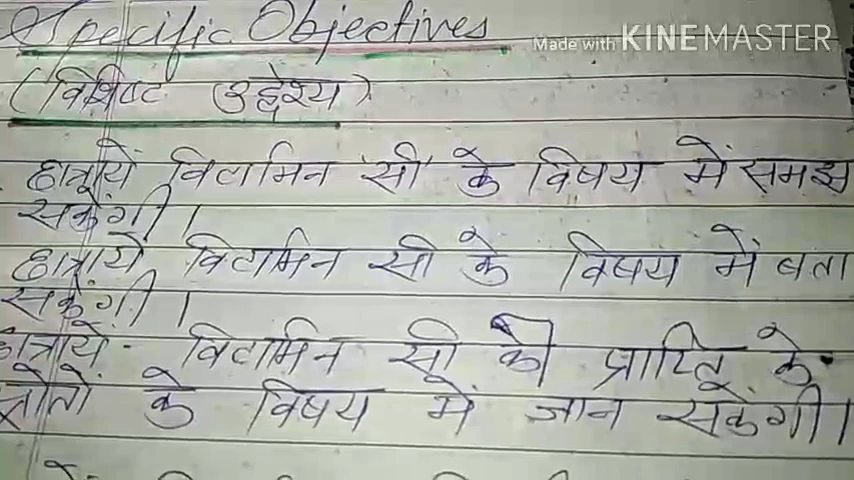 Specific Objectives
Made with KINEMASTER
(विशिष्ट उद्देश्य)
छात्रायें विटामिन 'सी' के विषय में समझ
सकेंगी।
छात्रायें विटामिन सी के विषय में बता
सकेंगी।
छात्रायें - विटामिन सी की प्राप्ति के
स्रोतों के विषय में जान सकेंगी।